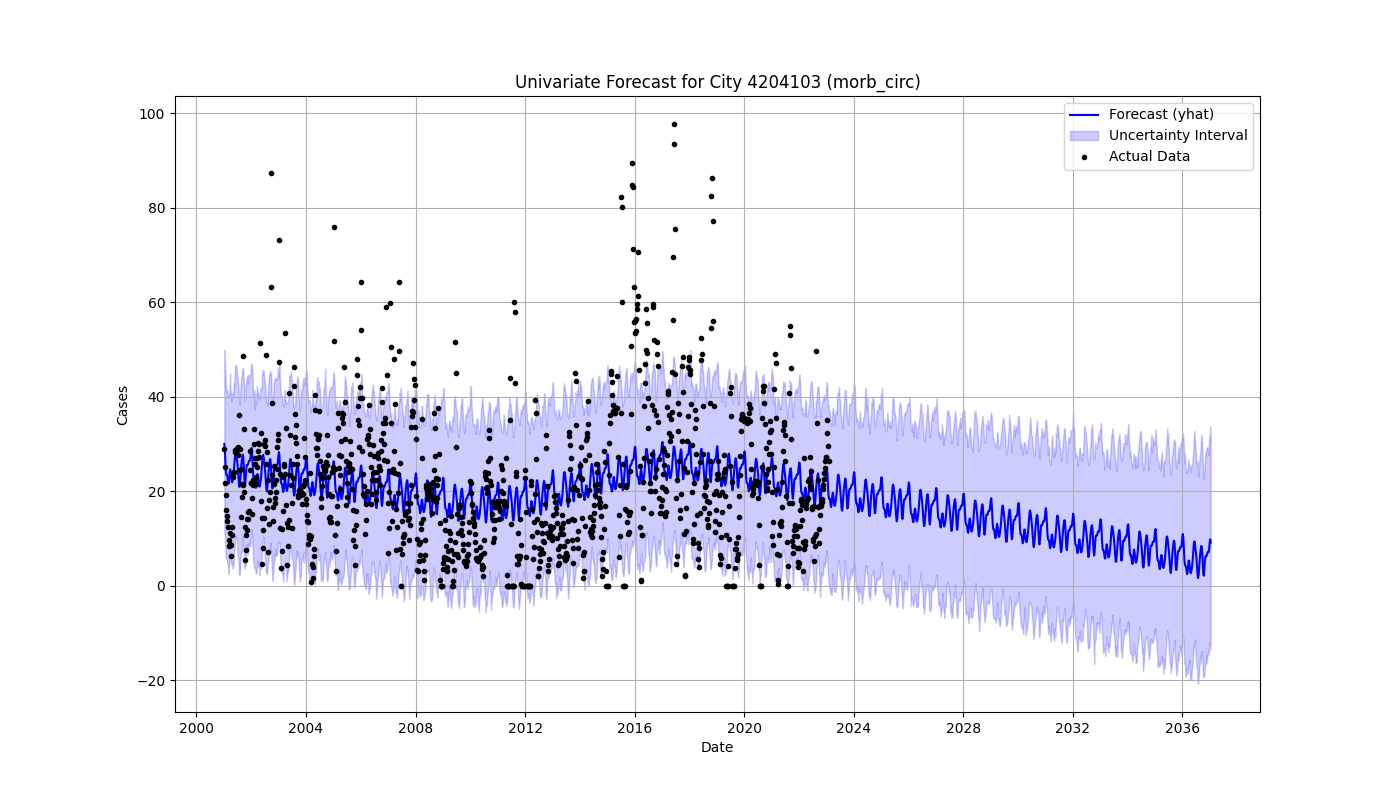 Univariate Forecast for City 4204103 (morb_circ)
Forecast (yhat)
Uncertainty Interval
Actual Data
Cases
100
80
60
40
20
0
−20
2000 2004 2008 2012 2016 2020 2024 2028 2032 2036
Date